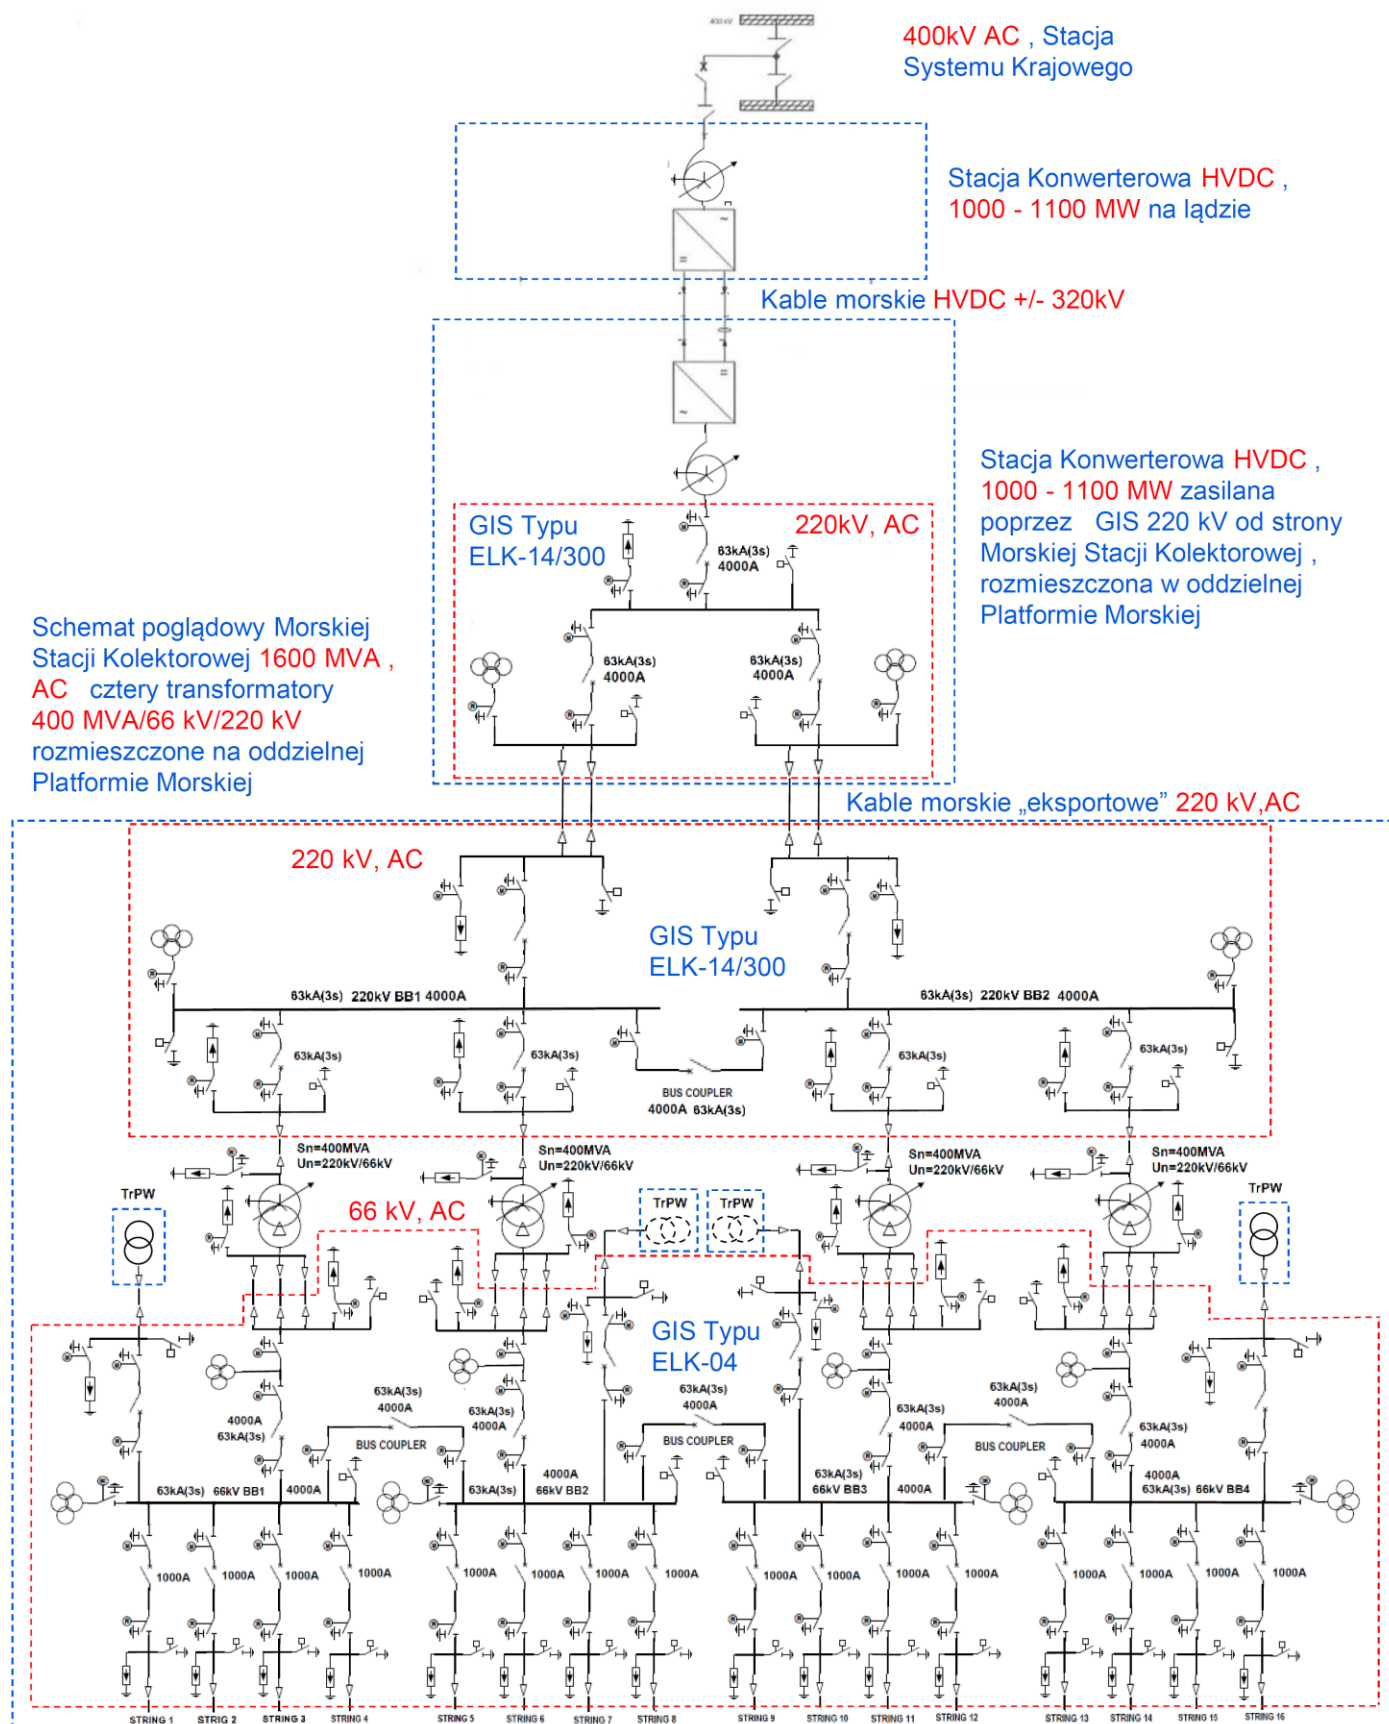 400 kV
400kV AC , Stacja
Systemu Krajowego
Stacja Konwerterowa HVDC ,
1000 - 1100 MW na lądzie
Kable morskie HVDC +/- 320kV
Stacja Konwerterowa HVDC ,
1000 - 1100 MW zasilana
poprzez GIS 220 kV od strony
Morskiej Stacji Kolektorowej ,
rozmieszczona w oddzielnej
Platformie Morskiej
GIS Typu
ELK-14/300
220kV, AC
63kA(3s)
4000A
63kA(3s)
4000A
63kA(3s)
4000A
Schemat poglądowy Morskiej
Stacji Kolektorowej 1600 MVA ,
AC cztery transformatory
400 MVA/66 kV/220 kV
rozmieszczone na oddzielnej
Platformie Morskiej
Kable morskie „eksportowe” 220 kV,AC
220 kV, AC
GIS Typu
ELK-14/300
63kA(3s) 220kV BB1 4000A
63kA(3s) 220kV BB2 4000A
63kA(3s)
63kA(3s)
63kA(3s)
63kA(3s)
BUS COUPLER
4000A 63kA(3s)
Sn=400MVA
Un=220kV/66kV
Sn=400MVA
Un=220kV/66kV
Sn=400MVA
Un=220kV/66kV
Sn=400MVA
Un=220kV/66kV
TrPW
TrPW
TrPW
TrPW
66 kV, AC
GIS Typu
ELK-04
4000A
63kA(3s)
63kA(3s)
4000A
BUS COUPLER
63kA(3s)
4000A
63kA(3s)
4000A
BUS COUPLER
63kA(3s)
4000A
63kA(3s)
4000A
BUS COUPLER
63kA(3s)
4000A
63kA(3s) 66kV BB1 4000A
4000A
63kA(3s) 66kV BB2
63kA(3s)
66kV BB3 4000A
4000A
63kA(3s) 66kV BB4
1000A 1000A 1000A 1000A 1000A 1000A 1000A 1000A 1000A 1000A 1000A 1000A 1000A 1000A 1000A 1000A
STRING 1 STRIG 2 STRING 3 STRING 4 STRING 5 STRING 6 STRING 7 STRING 8 STRING 9 STRING 10 STRING 11 STRING 12 STRING 13 STRING 14 STRING 15 STRING 16